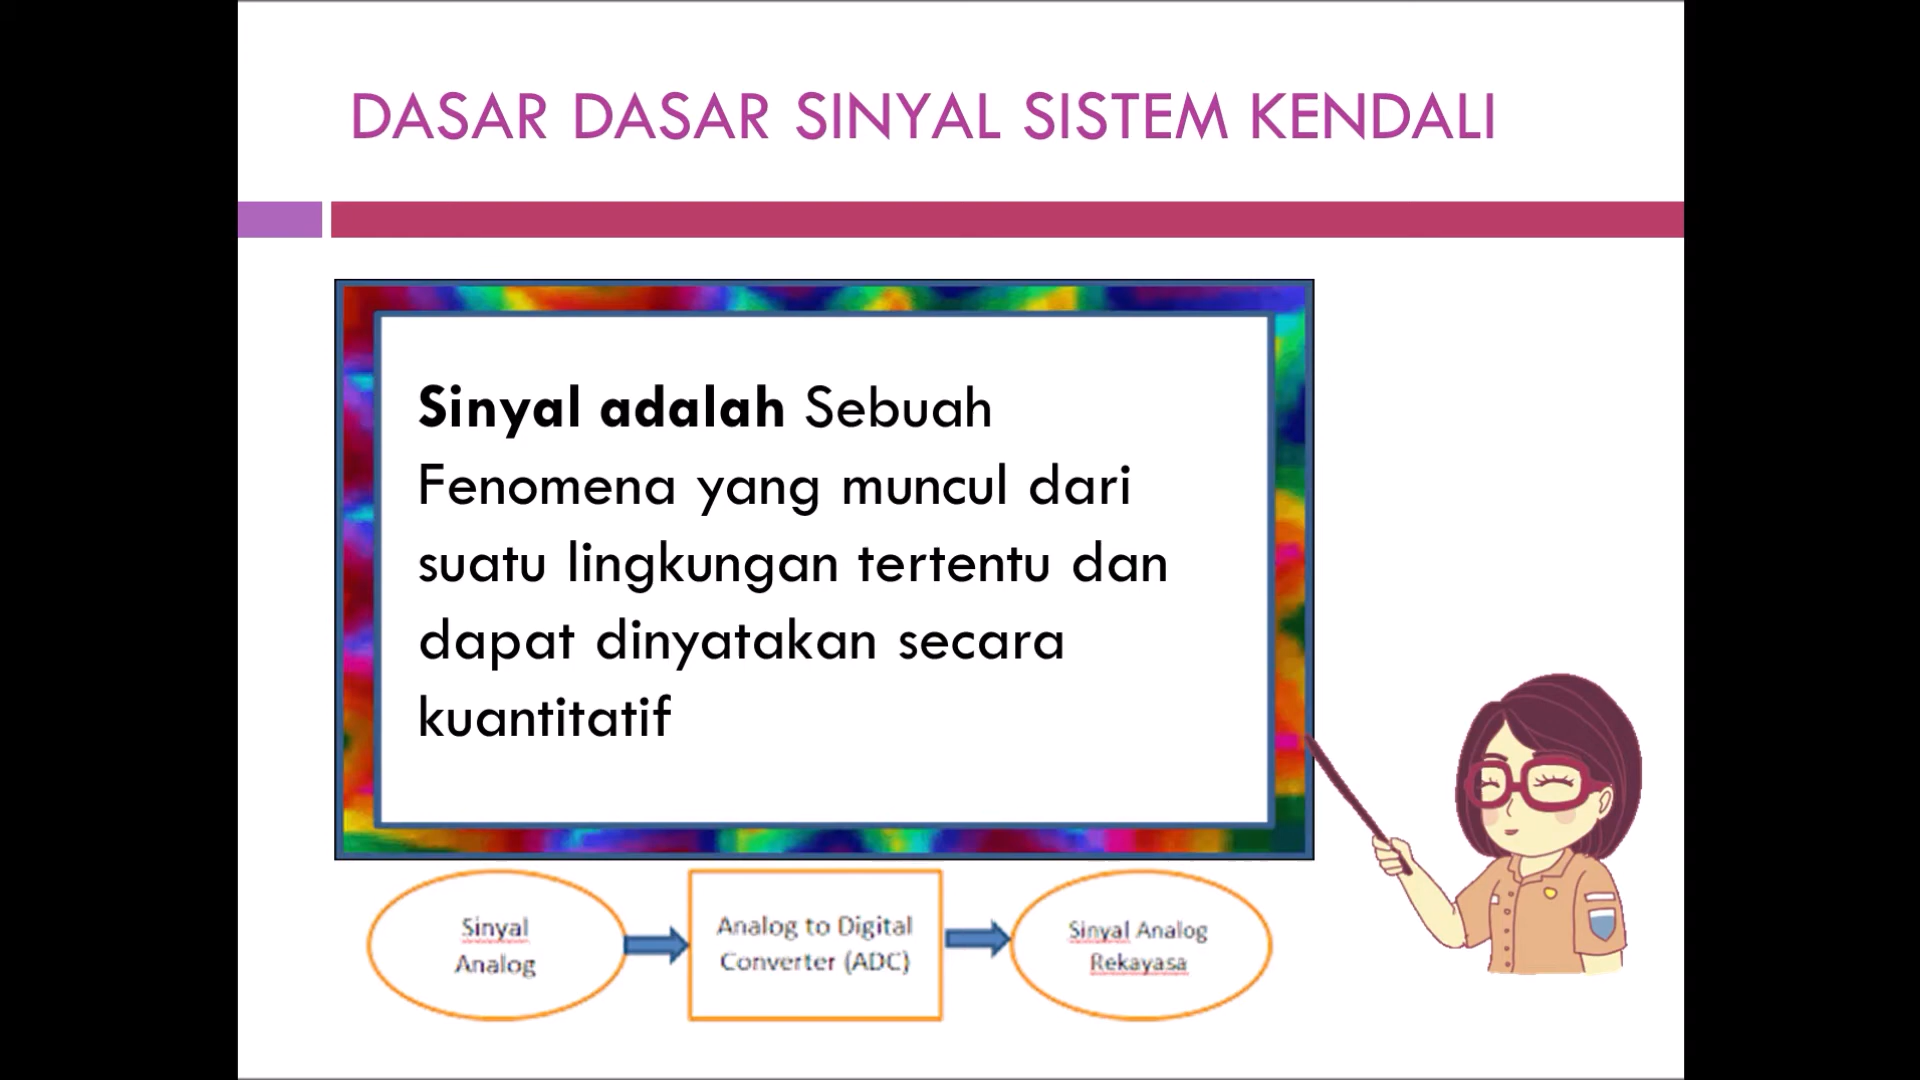 DASAR DASAR SINYAL SISTEM KENDALI
Sinyal adalah Sebuah
Fenomena yang muncul dari
suatu lingkungan tertentu dan
dapat dinyatakan secara
kuantitatif
Sinyal
Analog
Analog to Digital
Converter (ADC)
Sinyal Analog
Rekayasa